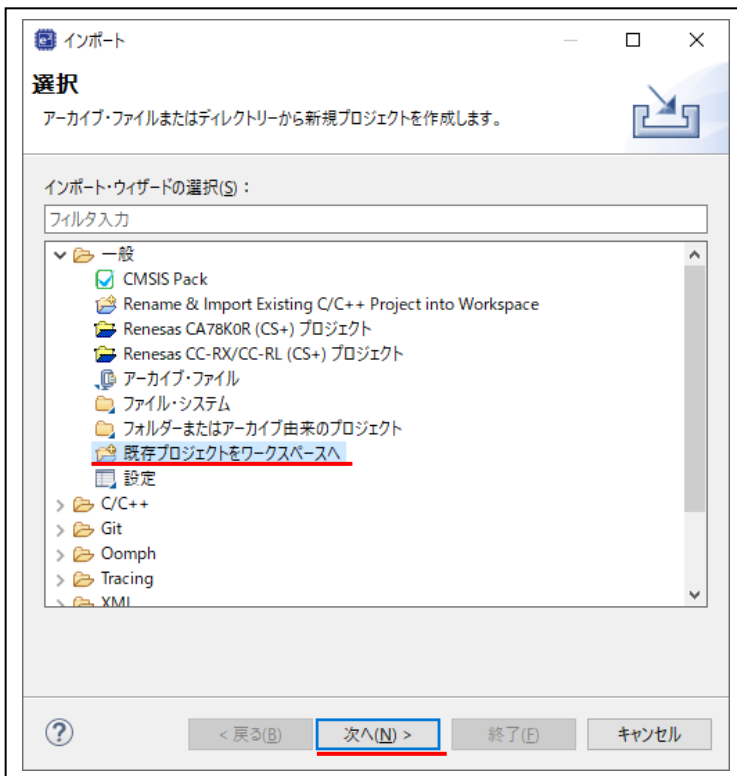 インポート
選択
アーカイブ・ファイルまたはディレクトリーから新規プロジェクトを作成します。
インポート・ウィザードの選択(S)：
フィルタ入力
一般
CMSIS Pack
Rename & Import Existing C/C++ Project into Workspace
Renesas CA78K0R (CS+) プロジェクト
Renesas CC-RX/CC-RL (CS+) プロジェクト
アーカイブ・ファイル
ファイル・システム
フォルダーまたはアーカイブ由来のプロジェクト
既存プロジェクトをワークスペースへ
設定
C/C++
Git
Oomph
Tracing
XML
< 戻る(B) 次へ(N) > 終了(F) キャンセル